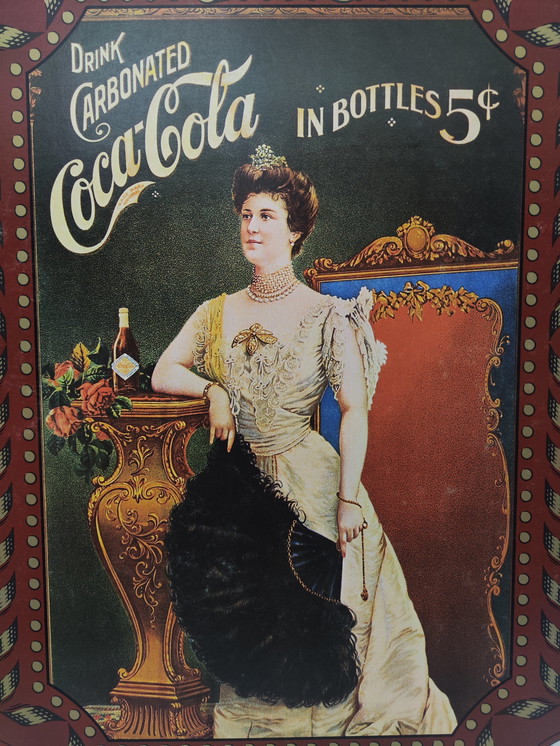 DRINK
CARBONATED
Coca-Cola
IN BOTTLES 5¢